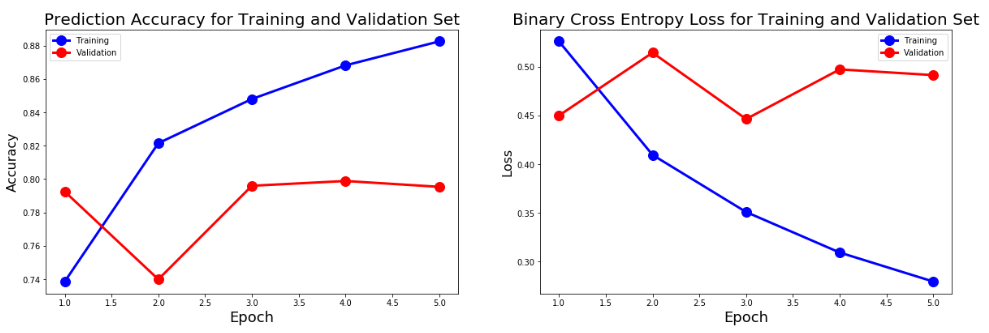 Prediction Accuracy for Training and Validation Set
Training
Validation
0.88
0.86
0.84
0.82
0.80
0.78
0.76
0.74
Accuracy
1.0 1.5 2.0 2.5 3.0 3.5 4.0 4.5 5.0
Epoch
Binary Cross Entropy Loss for Training and Validation Set
Training
Validation
0.50
0.45
0.40
0.35
0.30
Loss
1.0 1.5 2.0 2.5 3.0 3.5 4.0 4.5 5.0
Epoch